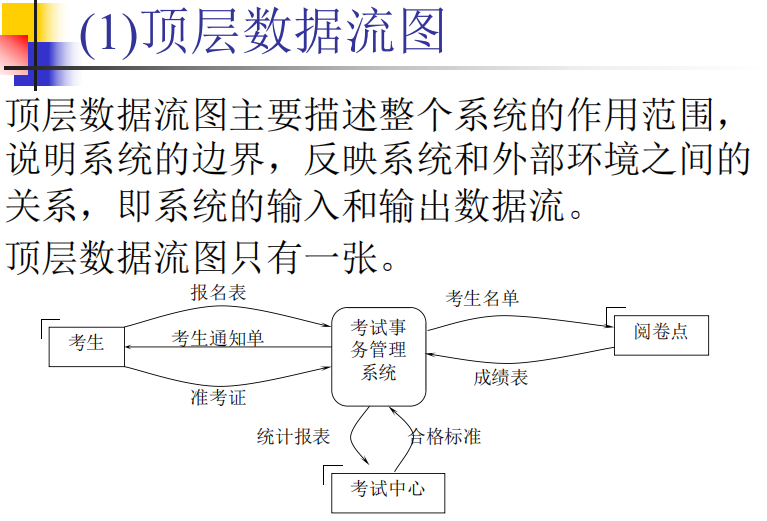 (1)顶层数据流图
顶层数据流图主要描述整个系统的作用范围，
说明系统的边界，反映系统和外部环境之间的
关系，即系统的输入和输出数据流。
顶层数据流图只有一张。
报名表
考生名单
考生
考生通知单
考试事
务管理
系统
阅卷点
准考证
成绩表
统计报表
合格标准
考试中心